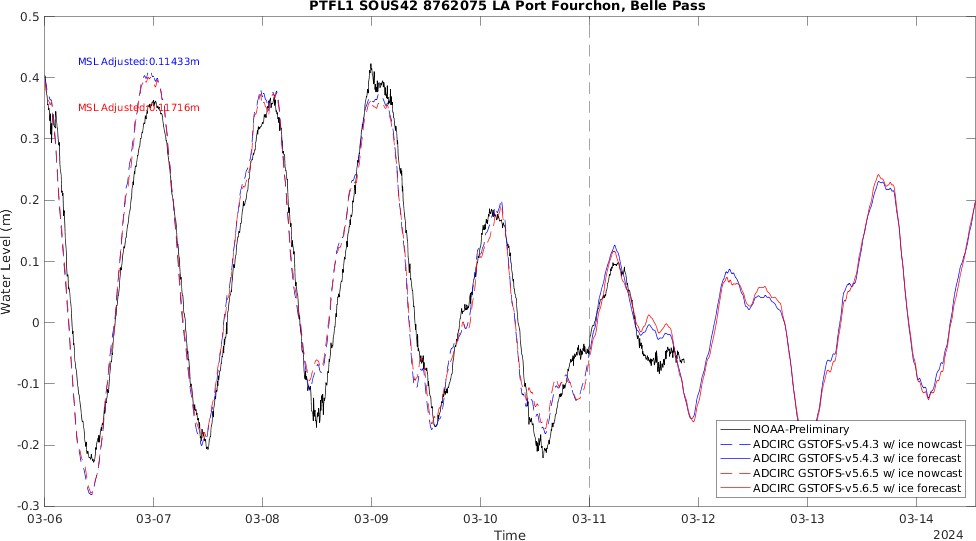 PTFL1 SOUS42 8762075 LA Port Fourchon, Belle Pass
0.5
0.4
0.3
0.2
0.1
0
-0.1
-0.2
-0.3
Water Level (m)
MSL Adjusted:0.11433m
MSL Adjusted:0.11716m
NOAA-Preliminary
ADCIRC GSTOFS-v5.4.3 w/ ice nowcast
ADCIRC GSTOFS-v5.4.3 w/ ice forecast
ADCIRC GSTOFS-v5.6.5 w/ ice nowcast
ADCIRC GSTOFS-v5.6.5 w/ ice forecast
03-06 03-07 03-08 03-09 03-10 03-11 03-12 03-13 03-14
Time
2024